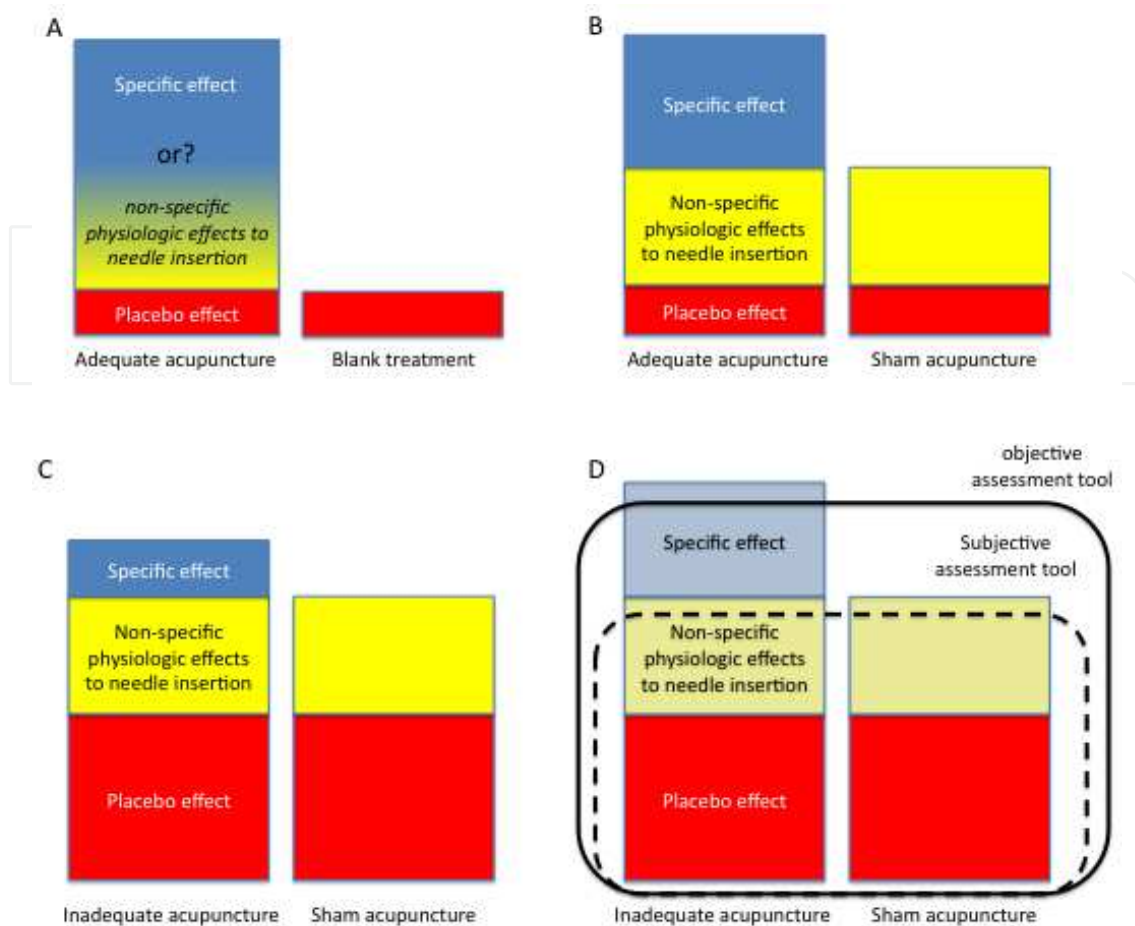 A
Specific effect
or?
non-specific
physiologic effects to
needle insertion
Placebo effect
Adequate acupuncture
Blank treatment
B
Specific effect
Non-specific
physiologic effects
to needle insertion
Placebo effect
Adequate acupuncture
Sham acupuncture
C
Specific effect
Non-specific
physiologic effects
to needle insertion
Placebo effect
Inadequate acupuncture
Sham acupuncture
D
objective
assessment tool
Specific effect
Subjective
assessment tool
Non-specific
physiologic effects
to needle insertion
Placebo effect
Inadequate acupuncture
Sham acupuncture